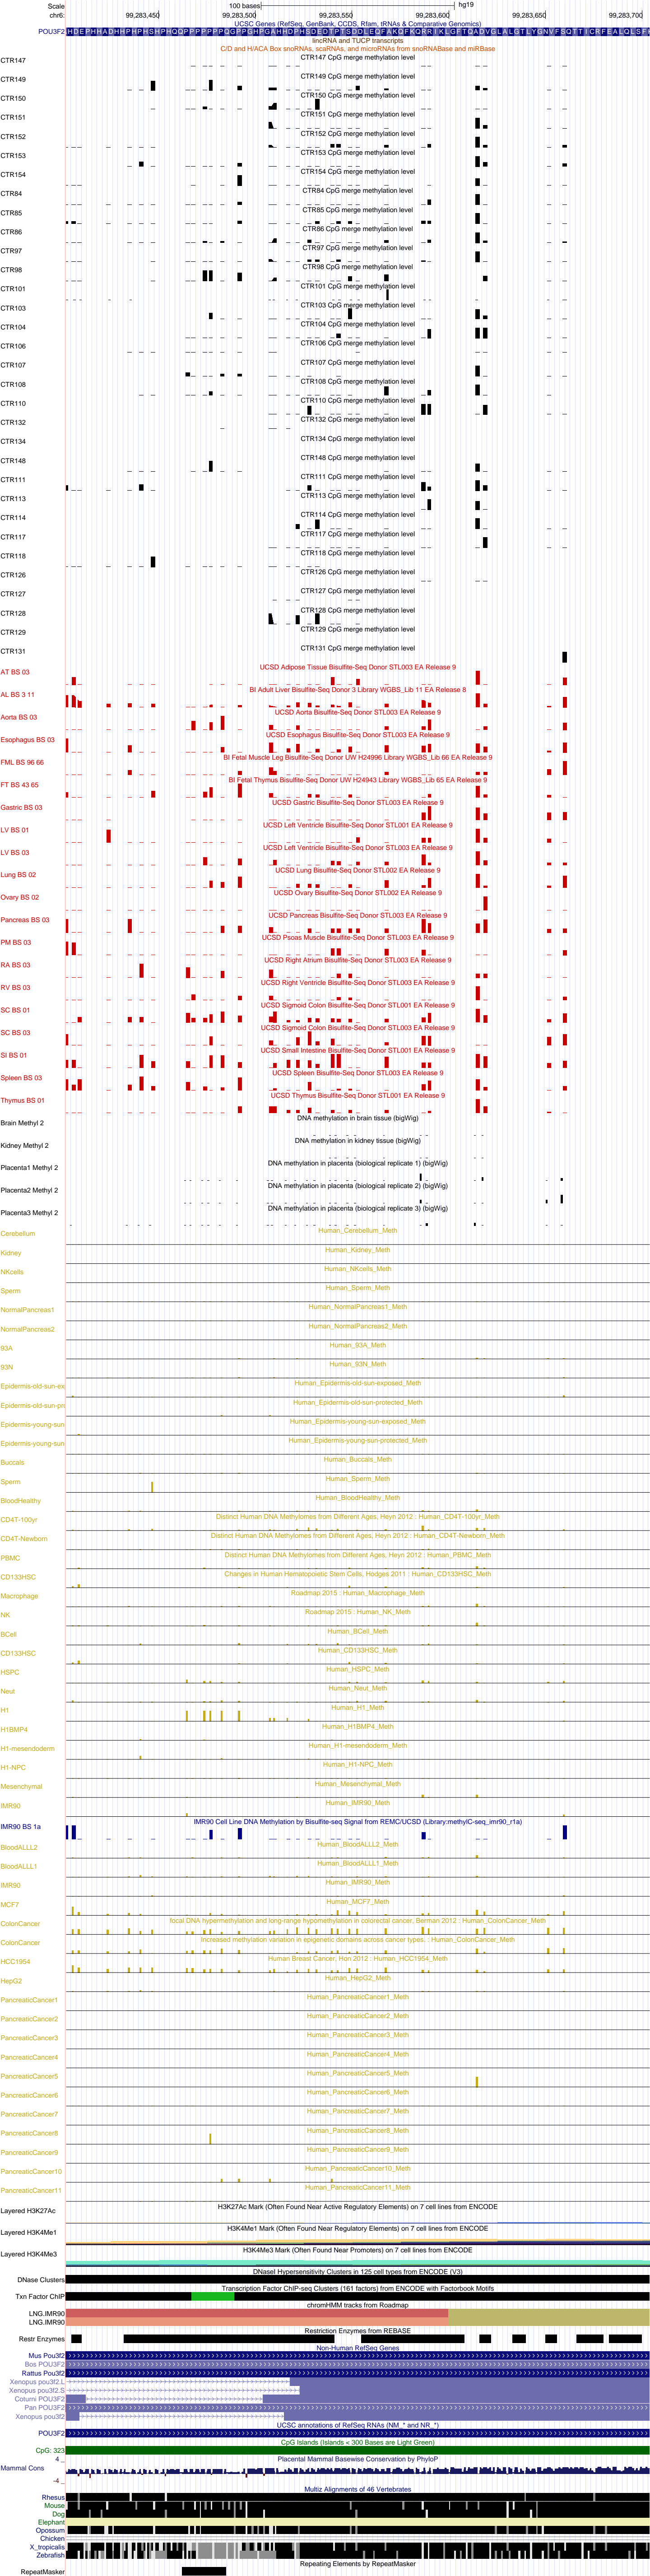 Scale 100 bases hg19
chr6: 99,283,450 99,283,500 99,283,550 99,283,600 99,283,650 99,283,700
UCSC Genes (RefSeq, GenBank, CCDS, Rfam, tRNAs & Comparative Genomics)
POU3F2
lincRNA and TUCP transcripts
C/D and H/ACA Box snoRNAs, scaRNAs, and microRNAs from snoRNABase and miRBase
CTR147 CpG merge methylation level
CTR147
CTR149 CpG merge methylation level
CTR149
CTR150 CpG merge methylation level
CTR150
CTR151 CpG merge methylation level
CTR151
CTR152 CpG merge methylation level
CTR152
CTR153 CpG merge methylation level
CTR153
CTR154 CpG merge methylation level
CTR154
CTR84 CpG merge methylation level
CTR84
CTR85 CpG merge methylation level
CTR85
CTR86 CpG merge methylation level
CTR86
CTR97 CpG merge methylation level
CTR97
CTR98 CpG merge methylation level
CTR98
CTR101 CpG merge methylation level
CTR101
CTR103 CpG merge methylation level
CTR103
CTR104 CpG merge methylation level
CTR104
CTR106 CpG merge methylation level
CTR106
CTR107 CpG merge methylation level
CTR107
CTR108 CpG merge methylation level
CTR108
CTR110 CpG merge methylation level
CTR110
CTR132 CpG merge methylation level
CTR132
CTR134 CpG merge methylation level
CTR134
CTR148 CpG merge methylation level
CTR148
CTR111 CpG merge methylation level
CTR111
CTR113 CpG merge methylation level
CTR113
CTR114 CpG merge methylation level
CTR114
CTR117 CpG merge methylation level
CTR117
CTR118 CpG merge methylation level
CTR118
CTR126 CpG merge methylation level
CTR126
CTR127 CpG merge methylation level
CTR127
CTR128 CpG merge methylation level
CTR128
CTR129 CpG merge methylation level
CTR129
CTR131 CpG merge methylation level
CTR131
UCSD Adipose Tissue Bisulfite-Seq Donor STL003 EA Release 9
AT BS 03
BI Adult Liver Bisulfite-Seq Donor 3 Library WGBS_Lib 11 EA Release 8
AL BS 3 11
UCSD Aorta Bisulfite-Seq Donor STL003 EA Release 9
Aorta BS 03
UCSD Esophagus Bisulfite-Seq Donor STL003 EA Release 9
Esophagus BS 03
BI Fetal Muscle Leg Bisulfite-Seq Donor UW H24996 Library WGBS_Lib 66 EA Release 9
FML BS 96 66
BI Fetal Thymus Bisulfite-Seq Donor UW H24943 Library WGBS_Lib 65 EA Release 9
FT BS 43 65
UCSD Gastric Bisulfite-Seq Donor STL003 EA Release 9
Gastric BS 03
UCSD Left Ventricle Bisulfite-Seq Donor STL001 EA Release 9
LV BS 01
UCSD Left Ventricle Bisulfite-Seq Donor STL003 EA Release 9
LV BS 03
UCSD Lung Bisulfite-Seq Donor STL002 EA Release 9
Lung BS 02
UCSD Ovary Bisulfite-Seq Donor STL002 EA Release 9
Ovary BS 02
UCSD Pancreas Bisulfite-Seq Donor STL003 EA Release 9
Pancreas BS 03
UCSD Psoas Muscle Bisulfite-Seq Donor STL003 EA Release 9
PM BS 03
UCSD Right Atrium Bisulfite-Seq Donor STL003 EA Release 9
RA BS 03
UCSD Right Ventricle Bisulfite-Seq Donor STL003 EA Release 9
RV BS 03
UCSD Sigmoid Colon Bisulfite-Seq Donor STL001 EA Release 9
SC BS 01
UCSD Sigmoid Colon Bisulfite-Seq Donor STL003 EA Release 9
SC BS 03
UCSD Small Intestine Bisulfite-Seq Donor STL001 EA Release 9
SI BS 01
UCSD Spleen Bisulfite-Seq Donor STL003 EA Release 9
Spleen BS 03
UCSD Thymus Bisulfite-Seq Donor STL001 EA Release 9
Thymus BS 01
DNA methylation in brain tissue (bigWig)
Brain Methyl 2
DNA methylation in kidney tissue (bigWig)
Kidney Methyl 2
DNA methylation in placenta (biological replicate 1) (bigWig)
Placenta1 Methyl 2
DNA methylation in placenta (biological replicate 2) (bigWig)
Placenta2 Methyl 2
DNA methylation in placenta (biological replicate 3) (bigWig)
Placenta3 Methyl 2
Human_Cerebellum_Meth
Cerebellum
Human_Kidney_Meth
Kidney
Human_NKcells_Meth
NKcells
Human_Sperm_Meth
Sperm
Human_NormalPancreas1_Meth
NormalPancreas1
Human_NormalPancreas2_Meth
NormalPancreas2
Human_93A_Meth
93A
Human_93N_Meth
93N
Human_Epidermis-old-sun-exposed_Meth
Epidermis-old-sun-ex
Human_Epidermis-old-sun-protected_Meth
Epidermis-old-sun-pr
Human_Epidermis-young-sun-exposed_Meth
Epidermis-young-sun
Human_Epidermis-young-sun-protected_Meth
Epidermis-young-sun
Human_Buccals_Meth
Buccals
Human_Sperm_Meth
Sperm
Human_BloodHealthy_Meth
BloodHealthy
Distinct Human DNA Methylomes from Different Ages, Heyn 2012 : Human_CD4T-100yr_Meth
CD4T-100yr
Distinct Human DNA Methylomes from Different Ages, Heyn 2012 : Human_CD4T-Newborn_Meth
CD4T-Newborn
Distinct Human DNA Methylomes from Different Ages, Heyn 2012 : Human_PBMC_Meth
PBMC
Changes in Human Hematopoietic Stem Cells, Hodges 2011 : Human_CD133HSC_Meth
CD133HSC
Roadmap 2015 : Human_Macrophage_Meth
Macrophage
Roadmap 2015 : Human_NK_Meth
NK
Human_BCell_Meth
BCell
Human_CD133HSC_Meth
CD133HSC
Human_HSPC_Meth
HSPC
Human_Neut_Meth
Neut
Human_H1_Meth
H1
Human_H1BMP4_Meth
H1BMP4
Human_H1-mesendoderm_Meth
H1-mesendoderm
Human_H1-NPC_Meth
H1-NPC
Human_Mesenchymal_Meth
Mesenchymal
Human_IMR90_Meth
IMR90
IMR90 Cell Line DNA Methylation by Bisulfite-seq Signal from REMC/UCSD (Library:methylC-seq_imr90_r1a)
IMR90 BS 1a
Human_BloodALLL2_Meth
BloodALLL2
Human_BloodALLL1_Meth
BloodALLL1
Human_IMR90_Meth
IMR90
Human_MCF7_Meth
MCF7
focal DNA hypermethylation and long-range hypomethylation in colorectal cancer, Berman 2012 : Human_ColonCancer_Meth
ColonCancer
Increased methylation variation in epigenetic domains across cancer types. : Human_ColonCancer_Meth
ColonCancer
Human Breast Cancer, Hon 2012 : Human_HCC1954_Meth
HCC1954
Human_HepG2_Meth
HepG2
Human_PancreaticCancer1_Meth
PancreaticCancer1
Human_PancreaticCancer2_Meth
PancreaticCancer2
Human_PancreaticCancer3_Meth
PancreaticCancer3
Human_PancreaticCancer4_Meth
PancreaticCancer4
Human_PancreaticCancer5_Meth
PancreaticCancer5
Human_PancreaticCancer6_Meth
PancreaticCancer6
Human_PancreaticCancer7_Meth
PancreaticCancer7
Human_PancreaticCancer8_Meth
PancreaticCancer8
Human_PancreaticCancer9_Meth
PancreaticCancer9
Human_PancreaticCancer10_Meth
PancreaticCancer10
Human_PancreaticCancer11_Meth
PancreaticCancer11
H3K27Ac Mark (Often Found Near Active Regulatory Elements) on 7 cell lines from ENCODE
Layered H3K27Ac
H3K4Me1 Mark (Often Found Near Regulatory Elements) on 7 cell lines from ENCODE
Layered H3K4Me1
H3K4Me3 Mark (Often Found Near Promoters) on 7 cell lines from ENCODE
Layered H3K4Me3
DNaseI Hypersensitivity Clusters in 125 cell types from ENCODE (V3)
DNase Clusters
Transcription Factor ChIP-seq Clusters (161 factors) from ENCODE with Factorbook Motifs
Txn Factor ChIP
chromHMM tracks from Roadmap
LNG.IMR90
LNG.IMR90
Restriction Enzymes from REBASE
Restr Enzymes
Non-Human RefSeq Genes
Mus Pou3f2
Bos POU3F2
Rattus Pou3f2
Xenopus pou3f2.L
Xenopus pou3f2.S
Coturni POU3F2
Pan POU3F2
Xenopus pou3f2
UCSC annotations of RefSeq RNAs (NM_* and NR_*)
POU3F2
CpG Islands (Islands < 300 Bases are Light Green)
CpG: 323
Placental Mammal Basewise Conservation by PhyloP
4 _
Mammal Cons
-4 _
Multiz Alignments of 46 Vertebrates
Rhesus
Mouse
Dog
Elephant
Opossum
Chicken
X_tropicalis
Zebrafish
Repeating Elements by RepeatMasker
RepeatMasker